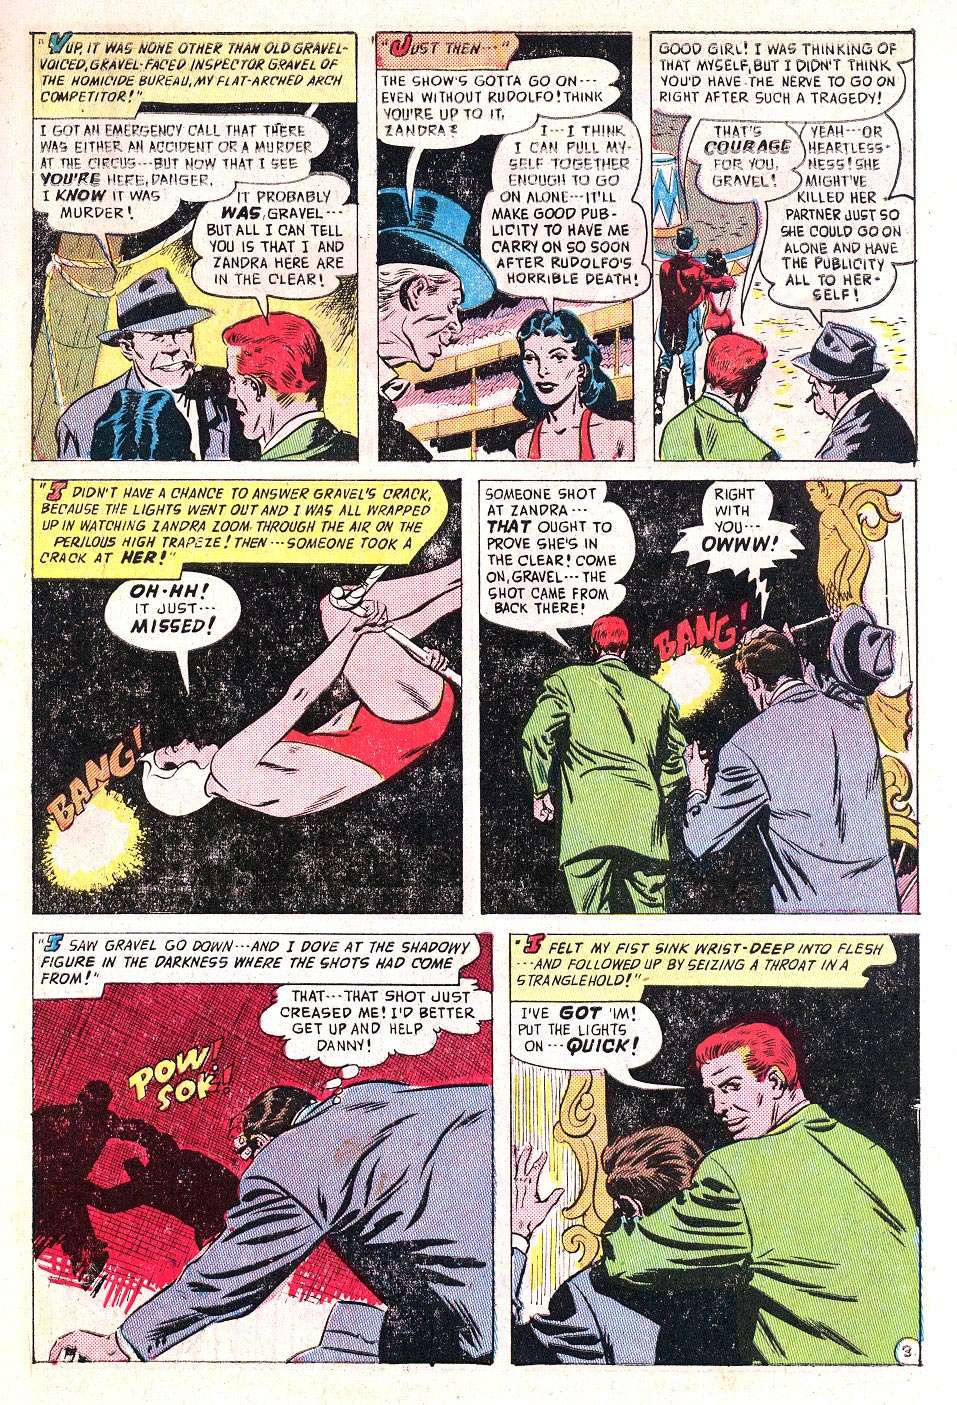 "YUP, IT WAS NONE OTHER THAN OLD GRAVEL-
VOICED, GRAVEL-FACED INSPECTOR GRAVEL OF
THE HOMICIDE BUREAU, MY FLAT-ARCHED ARCH
COMPETITOR!"
I GOT AN EMERGENCY CALL THAT THERE
WAS EITHER AN ACCIDENT OR A MURDER
AT THE CIRCUS---BUT NOW THAT I SEE
YOU'RE HERE, DANGER,
I KNOW IT WAS
MURDER!
IT PROBABLY
WAS, GRAVEL---
BUT ALL I CAN TELL
YOU IS THAT I AND
ZANDRA HERE ARE
IN THE CLEAR!
"JUST THEN---"
THE SHOW'S GOTTA GO ON---
EVEN WITHOUT RUDOLFO! THINK
YOU'RE UP TO IT,
ZANDRA?
I---I THINK
I CAN PULL MY-
SELF TOGETHER
ENOUGH TO GO
ON ALONE---IT'LL
MAKE GOOD PUB-
LICITY TO HAVE ME
CARRY ON SO SOON
AFTER RUDOLFO'S
HORRIBLE DEATH!
GOOD GIRL! I WAS THINKING OF
THAT MYSELF, BUT I DIDN'T THINK
YOU'D HAVE THE NERVE TO GO ON
RIGHT AFTER SUCH A TRAGEDY!
THAT'S
COURAGE
FOR YOU,
GRAVEL!
YEAH---OR
HEARTLESS-
NESS! SHE
MIGHT'VE
KILLED HER
PARTNER JUST SO
SHE COULD GO ON
ALONE AND HAVE
THE PUBLICITY
ALL TO HER-
SELF!
"I DIDN'T HAVE A CHANCE TO ANSWER GRAVEL'S CRACK,
BECAUSE THE LIGHTS WENT OUT AND I WAS ALL WRAPPED
UP IN WATCHING ZANDRA ZOOM THROUGH THE AIR ON THE
PERILOUS HIGH TRAPEZE! THEN---SOMEONE TOOK A
CRACK AT HER!"
OH-HH!
IT JUST---
MISSED!
BANG!
SOMEONE SHOT
AT ZANDRA---
THAT OUGHT TO
PROVE SHE'S IN
THE CLEAR! COME
ON, GRAVEL---THE
SHOT CAME FROM
BACK THERE!
RIGHT
WITH
YOU---
OWWW!
BANG!
"I SAW GRAVEL GO DOWN---AND I DOVE AT THE SHADOWY
FIGURE IN THE DARKNESS WHERE THE SHOTS HAD COME
FROM!"
THAT---THAT SHOT JUST
CREASED ME! I'D BETTER
GET UP AND HELP
DANNY!
POW!
SOK!
"I FELT MY FIST SINK WRIST-DEEP INTO FLESH
---AND FOLLOWED UP BY SEIZING A THROAT IN A
STRANGLEHOLD!"
I'VE GOT 'IM!
PUT THE LIGHTS
ON---QUICK!
3